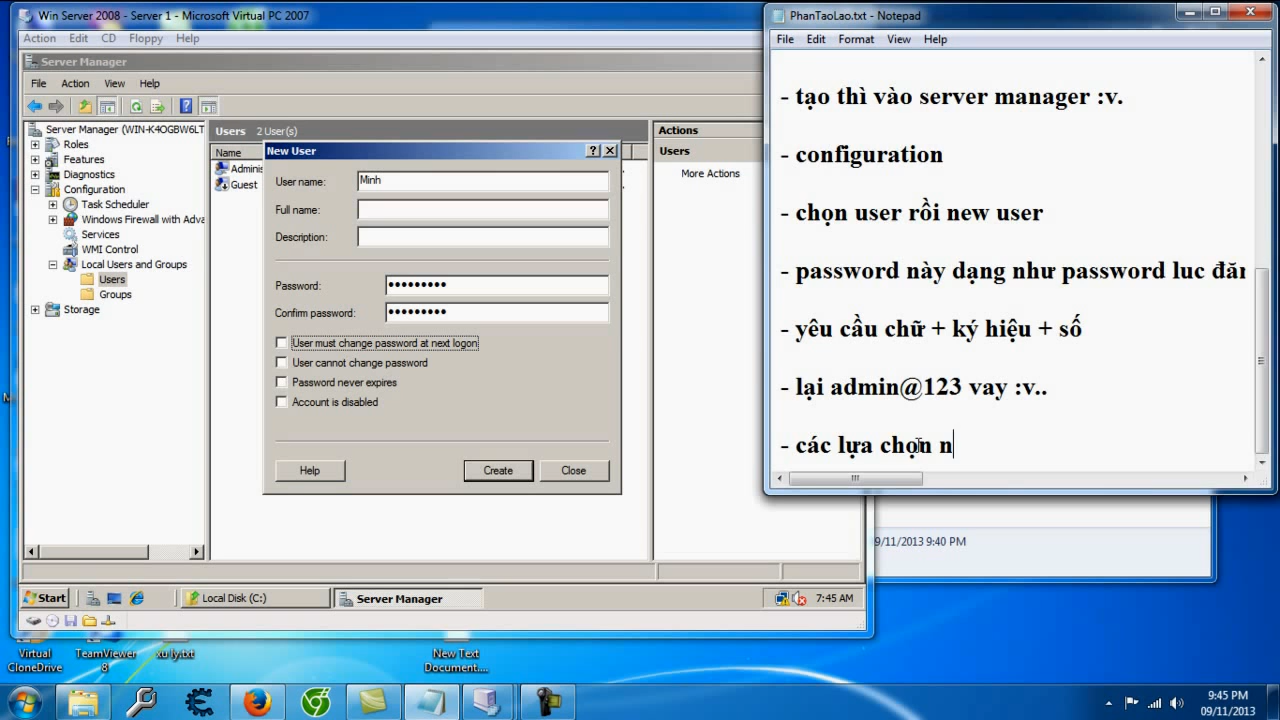 Win Server 2008 - Server 1 - Microsoft Virtual PC 2007
Action Edit CD Floppy Help
Server Manager
File Action View Help
Server Manager (WIN-K4OGBW6LT
Roles
Features
Diagnostics
Configuration
Task Scheduler
Windows Firewall with Adva
Services
WMI Control
Local Users and Groups
Users
Groups
Storage
Users 2 User(s)
Name
Adminis
Guest
Actions
Users
More Actions
New User
User name: Minh
Full name:
Description:
Password: •••••••••
Confirm password: •••••••••
User must change password at next logon
User cannot change password
Password never expires
Account is disabled
Help Create Close
Start Local Disk (C:) Server Manager 7:45 AM
PhanTaoLao.txt - Notepad
File Edit Format View Help
- tạo thì vào server manager :v.
- configuration
- chọn user rồi new user
- password này dạng như password luc đăn
- yêu cầu chữ + ký hiệu + số
- lại admin@123 vay :v..
- các lựa chọn n
9/11/2013 9:40 PM
Virtual CloneDrive
TeamViewer 8
xu ly.txt
New Text Document....
9:45 PM
09/11/2013